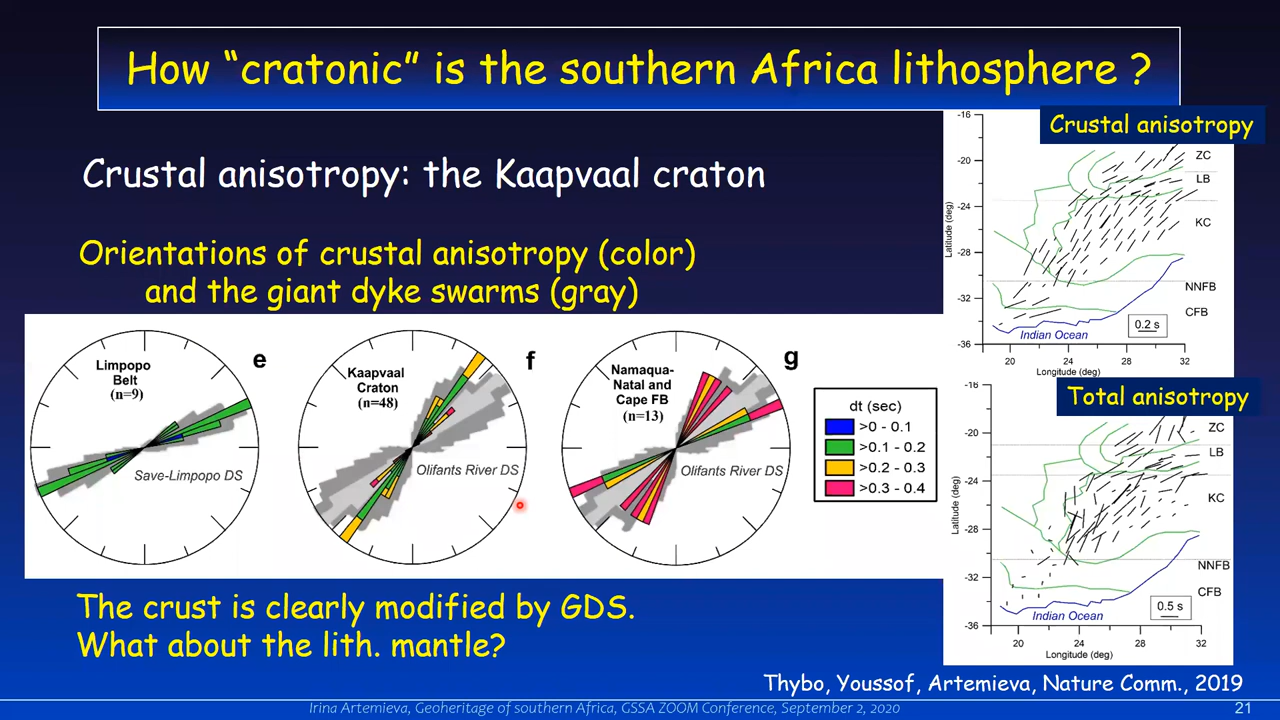 How “cratonic” is the southern Africa lithosphere ?
Crustal anisotropy: the Kaapvaal craton
Orientations of crustal anisotropy (color)
and the giant dyke swarms (gray)
Limpopo
Belt
(n=9)
e
Save-Limpopo DS
Kaapvaal
Craton
(n=48)
f
Olifants River DS
Namaqua-
Natal and
Cape FB
(n=13)
g
Olifants River DS
dt (sec)
>0 - 0.1
>0.1 - 0.2
>0.2 - 0.3
>0.3 - 0.4
Crustal anisotropy
-16
-20
-24
-28
-32
-36
Latitude (deg)
ZC
LB
KC
NNFB
CFB
0.2 s
Indian Ocean
20
24
28
32
Longitude (deg)
Total anisotropy
-16
-20
-24
-28
-32
-36
Latitude (deg)
ZC
LB
KC
NNFB
CFB
0.5 s
Indian Ocean
20
24
28
32
Longitude (deg)
The crust is clearly modified by GDS.
What about the lith. mantle?
Thybo, Youssof, Artemieva, Nature Comm., 2019
Irina Artemieva, Geoheritage of southern Africa, GSSA ZOOM Conference, September 2, 2020
21